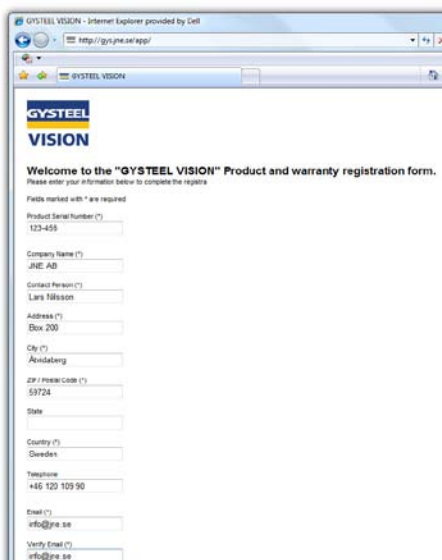 GYSTEEL VISION - Internet Explorer provided by Dell
http://gys.jne.se/app/
GYSTEEL VISION
GYSTEEL
VISION
Welcome to the "GYSTEEL VISION" Product and warranty registration form.
Please enter your information below to complete the registra
Fields marked with * are required
Product Serial Number (*)
123-456
Company Name (*)
JNE AB
Contact Person (*)
Lars Nilsson
Address (*)
Box 200
City (*)
Åtvidaberg
ZIP / Postal Code (*)
59724
State
Country (*)
Sweden
Telephone
+46 120 109 90
Email (*)
info@jne.se
Verify Email (*)
info@jne.se